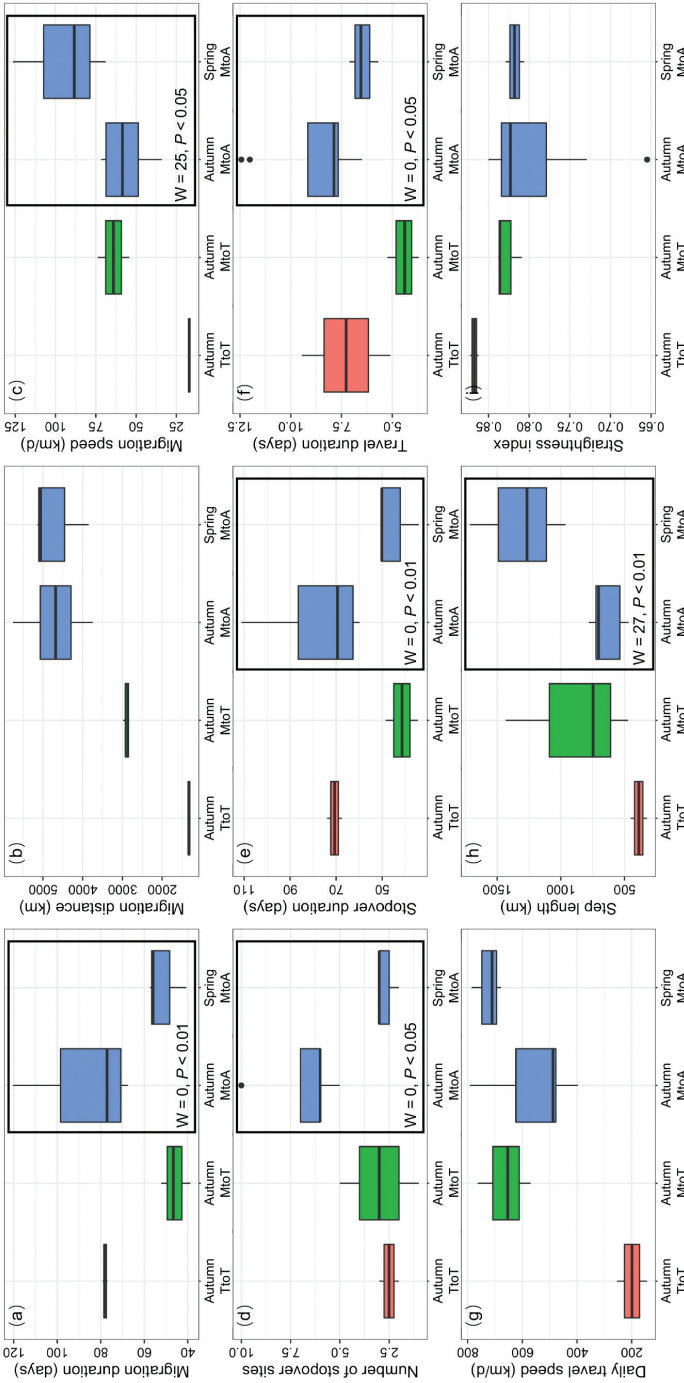 (a)
Migration duration (days)
120
100
80
60
40
W = 0, P < 0.01
Autumn TtoT
Autumn MtoT
Autumn MtoA
Spring MtoA
(b)
Migration distance (km)
5000
4000
3000
2000
Autumn TtoT
Autumn MtoT
Autumn MtoA
Spring MtoA
(c)
Migration speed (km/d)
125
100
75
50
25
W = 25, P < 0.05
Autumn TtoT
Autumn MtoT
Autumn MtoA
Spring MtoA
(d)
Number of stopover sites
10.0
7.5
5.0
2.5
W = 0, P < 0.05
Autumn TtoT
Autumn MtoT
Autumn MtoA
Spring MtoA
(e)
Stopover duration (days)
110
90
70
50
W = 0, P < 0.01
Autumn TtoT
Autumn MtoT
Autumn MtoA
Spring MtoA
(f)
Travel duration (days)
12.5
10.0
7.5
5.0
W = 0, P < 0.05
Autumn TtoT
Autumn MtoT
Autumn MtoA
Spring MtoA
(g)
Daily travel speed (km/d)
800
600
400
200
Autumn TtoT
Autumn MtoT
Autumn MtoA
Spring MtoA
(h)
Step length (km)
1500
1000
500
W = 27, P < 0.01
Autumn TtoT
Autumn MtoT
Autumn MtoA
Spring MtoA
(i)
Straightness index
0.85
0.80
0.75
0.70
0.65
Autumn TtoT
Autumn MtoT
Autumn MtoA
Spring MtoA